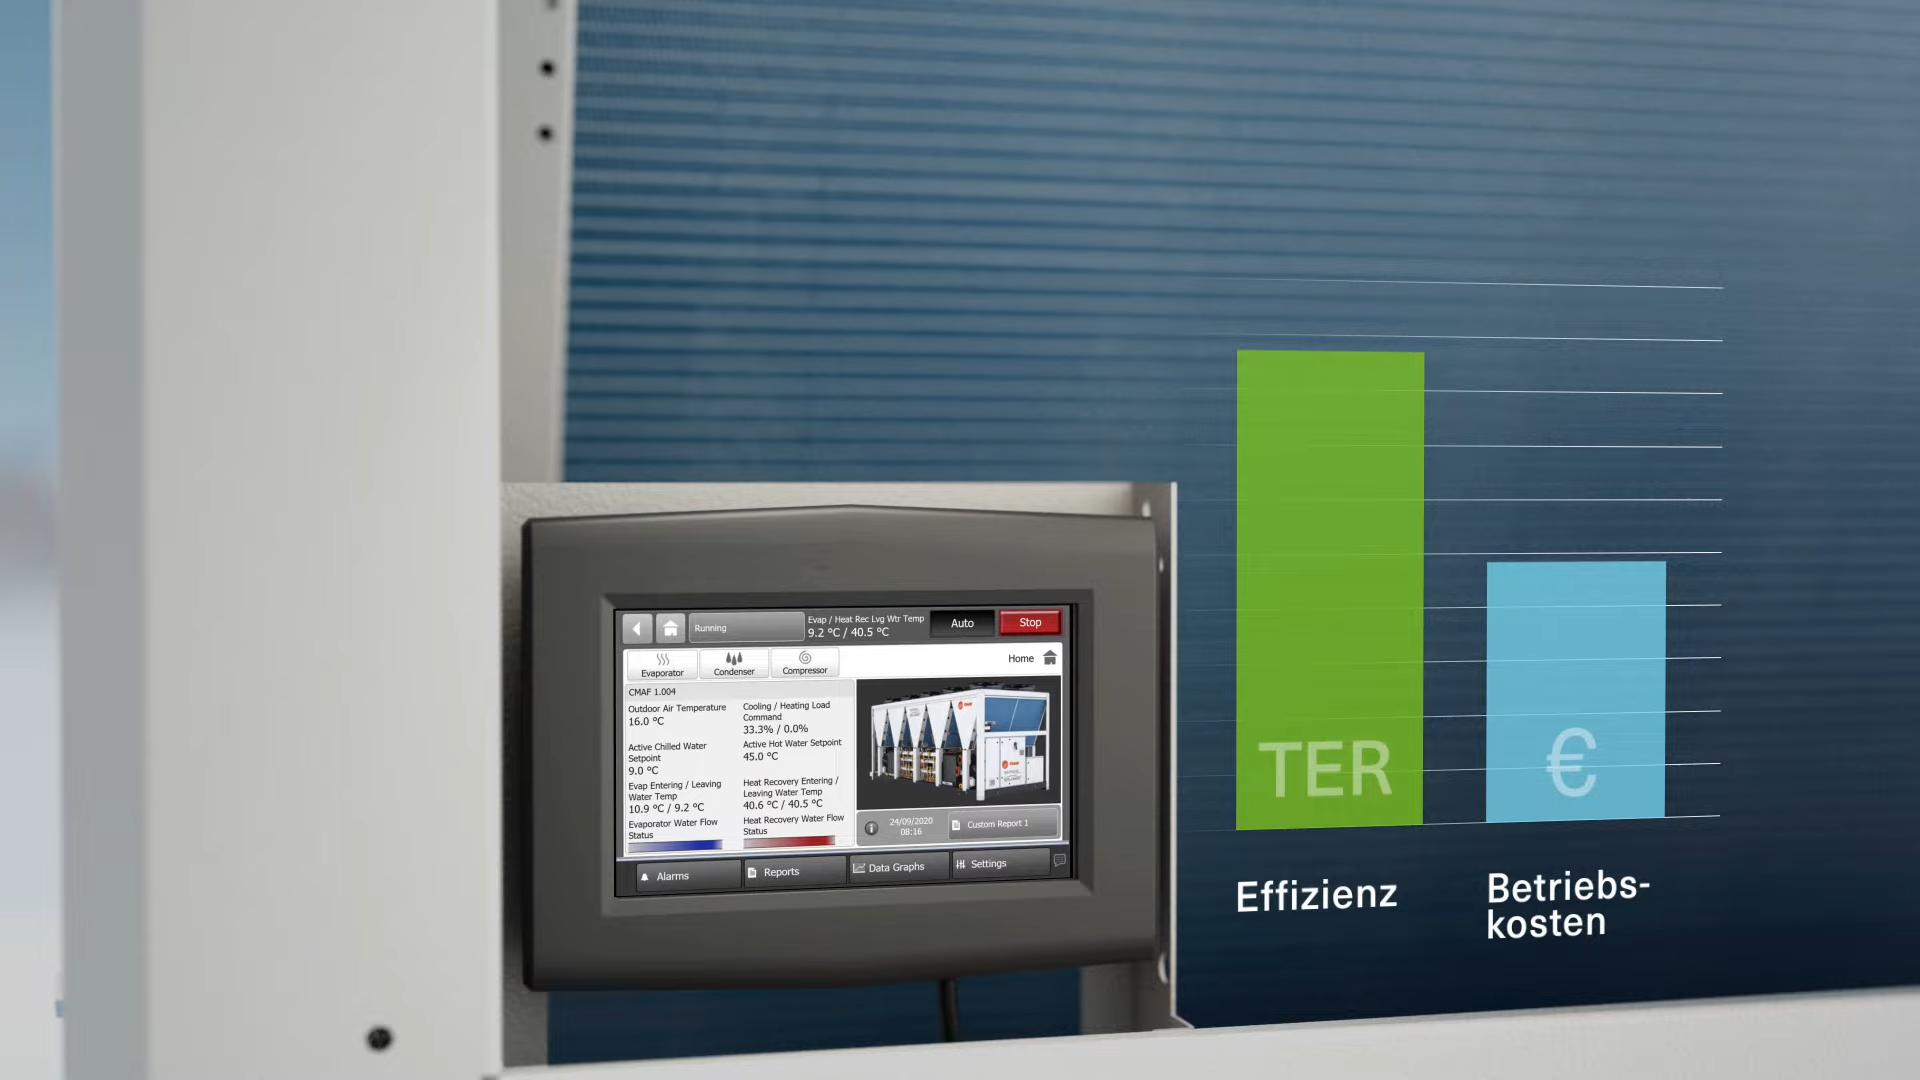 Running
Evap / Heat Rec Lvg Wtr Temp
9.2 °C / 40.5 °C
Auto
Stop
Evaporator
Condenser
Compressor
Home
CMAF 1.004
Outdoor Air Temperature
16.0 °C
Cooling / Heating Load
Command
33.3% / 0.0%
Active Chilled Water
Setpoint
9.0 °C
Active Hot Water Setpoint
45.0 °C
Evap Entering / Leaving
Water Temp
10.9 °C / 9.2 °C
Heat Recovery Entering /
Leaving Water Temp
40.6 °C / 40.5 °C
Evaporator Water Flow
Status
Heat Recovery Water Flow
Status
24/09/2020
08:16
Custom Report 1
Alarms
Reports
Data Graphs
Settings
TER
€
Effizienz
Betriebs-
kosten